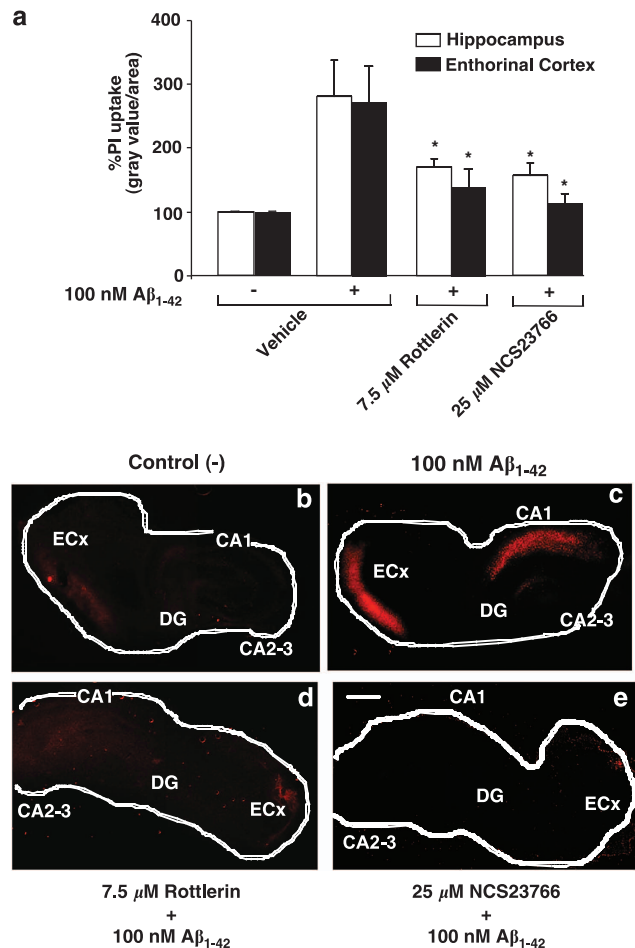 a
400
300
200
100
0
%PI uptake
(gray value/area)
Hippocampus
Enthorinal Cortex
* * * *
100 nM Aβ1-42 - + + +
Vehicle
7.5 μM Rottlerin
25 μM NCS23766
Control (-)
100 nM Aβ1-42
b
ECx
CA1
DG
CA2-3
c
CA1
ECx
DG
CA2-3
d
CA1
DG
ECx
CA2-3
e
CA1
DG
ECx
CA2-3
7.5 μM Rottlerin
+
100 nM Aβ1-42
25 μM NCS23766
+
100 nM Aβ1-42